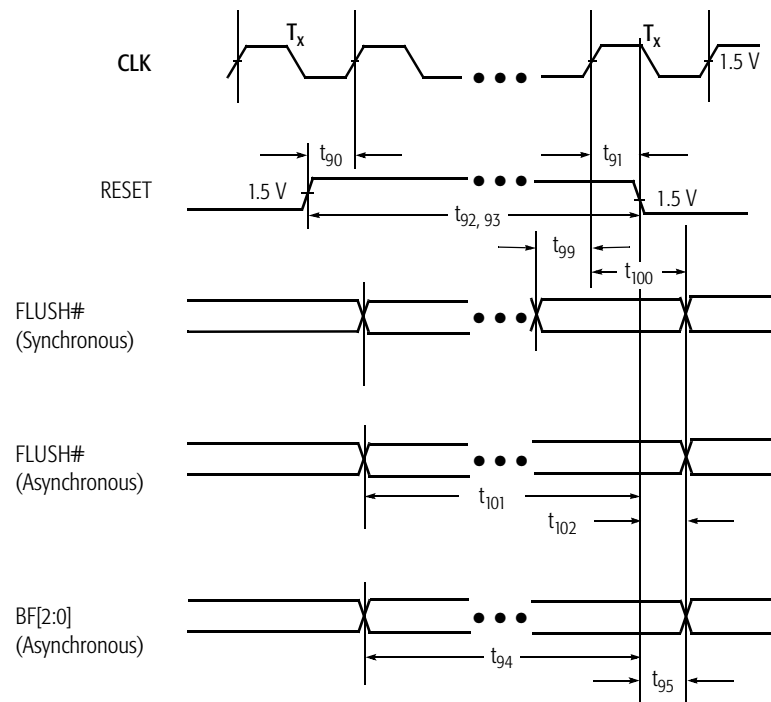 Tx Tx
CLK
1.5 V
t90 t91
RESET
1.5 V
1.5 V
t92, 93
t99
t100
FLUSH#
(Synchronous)
FLUSH#
(Asynchronous)
t101
t102
BF[2:0]
(Asynchronous)
t94
t95